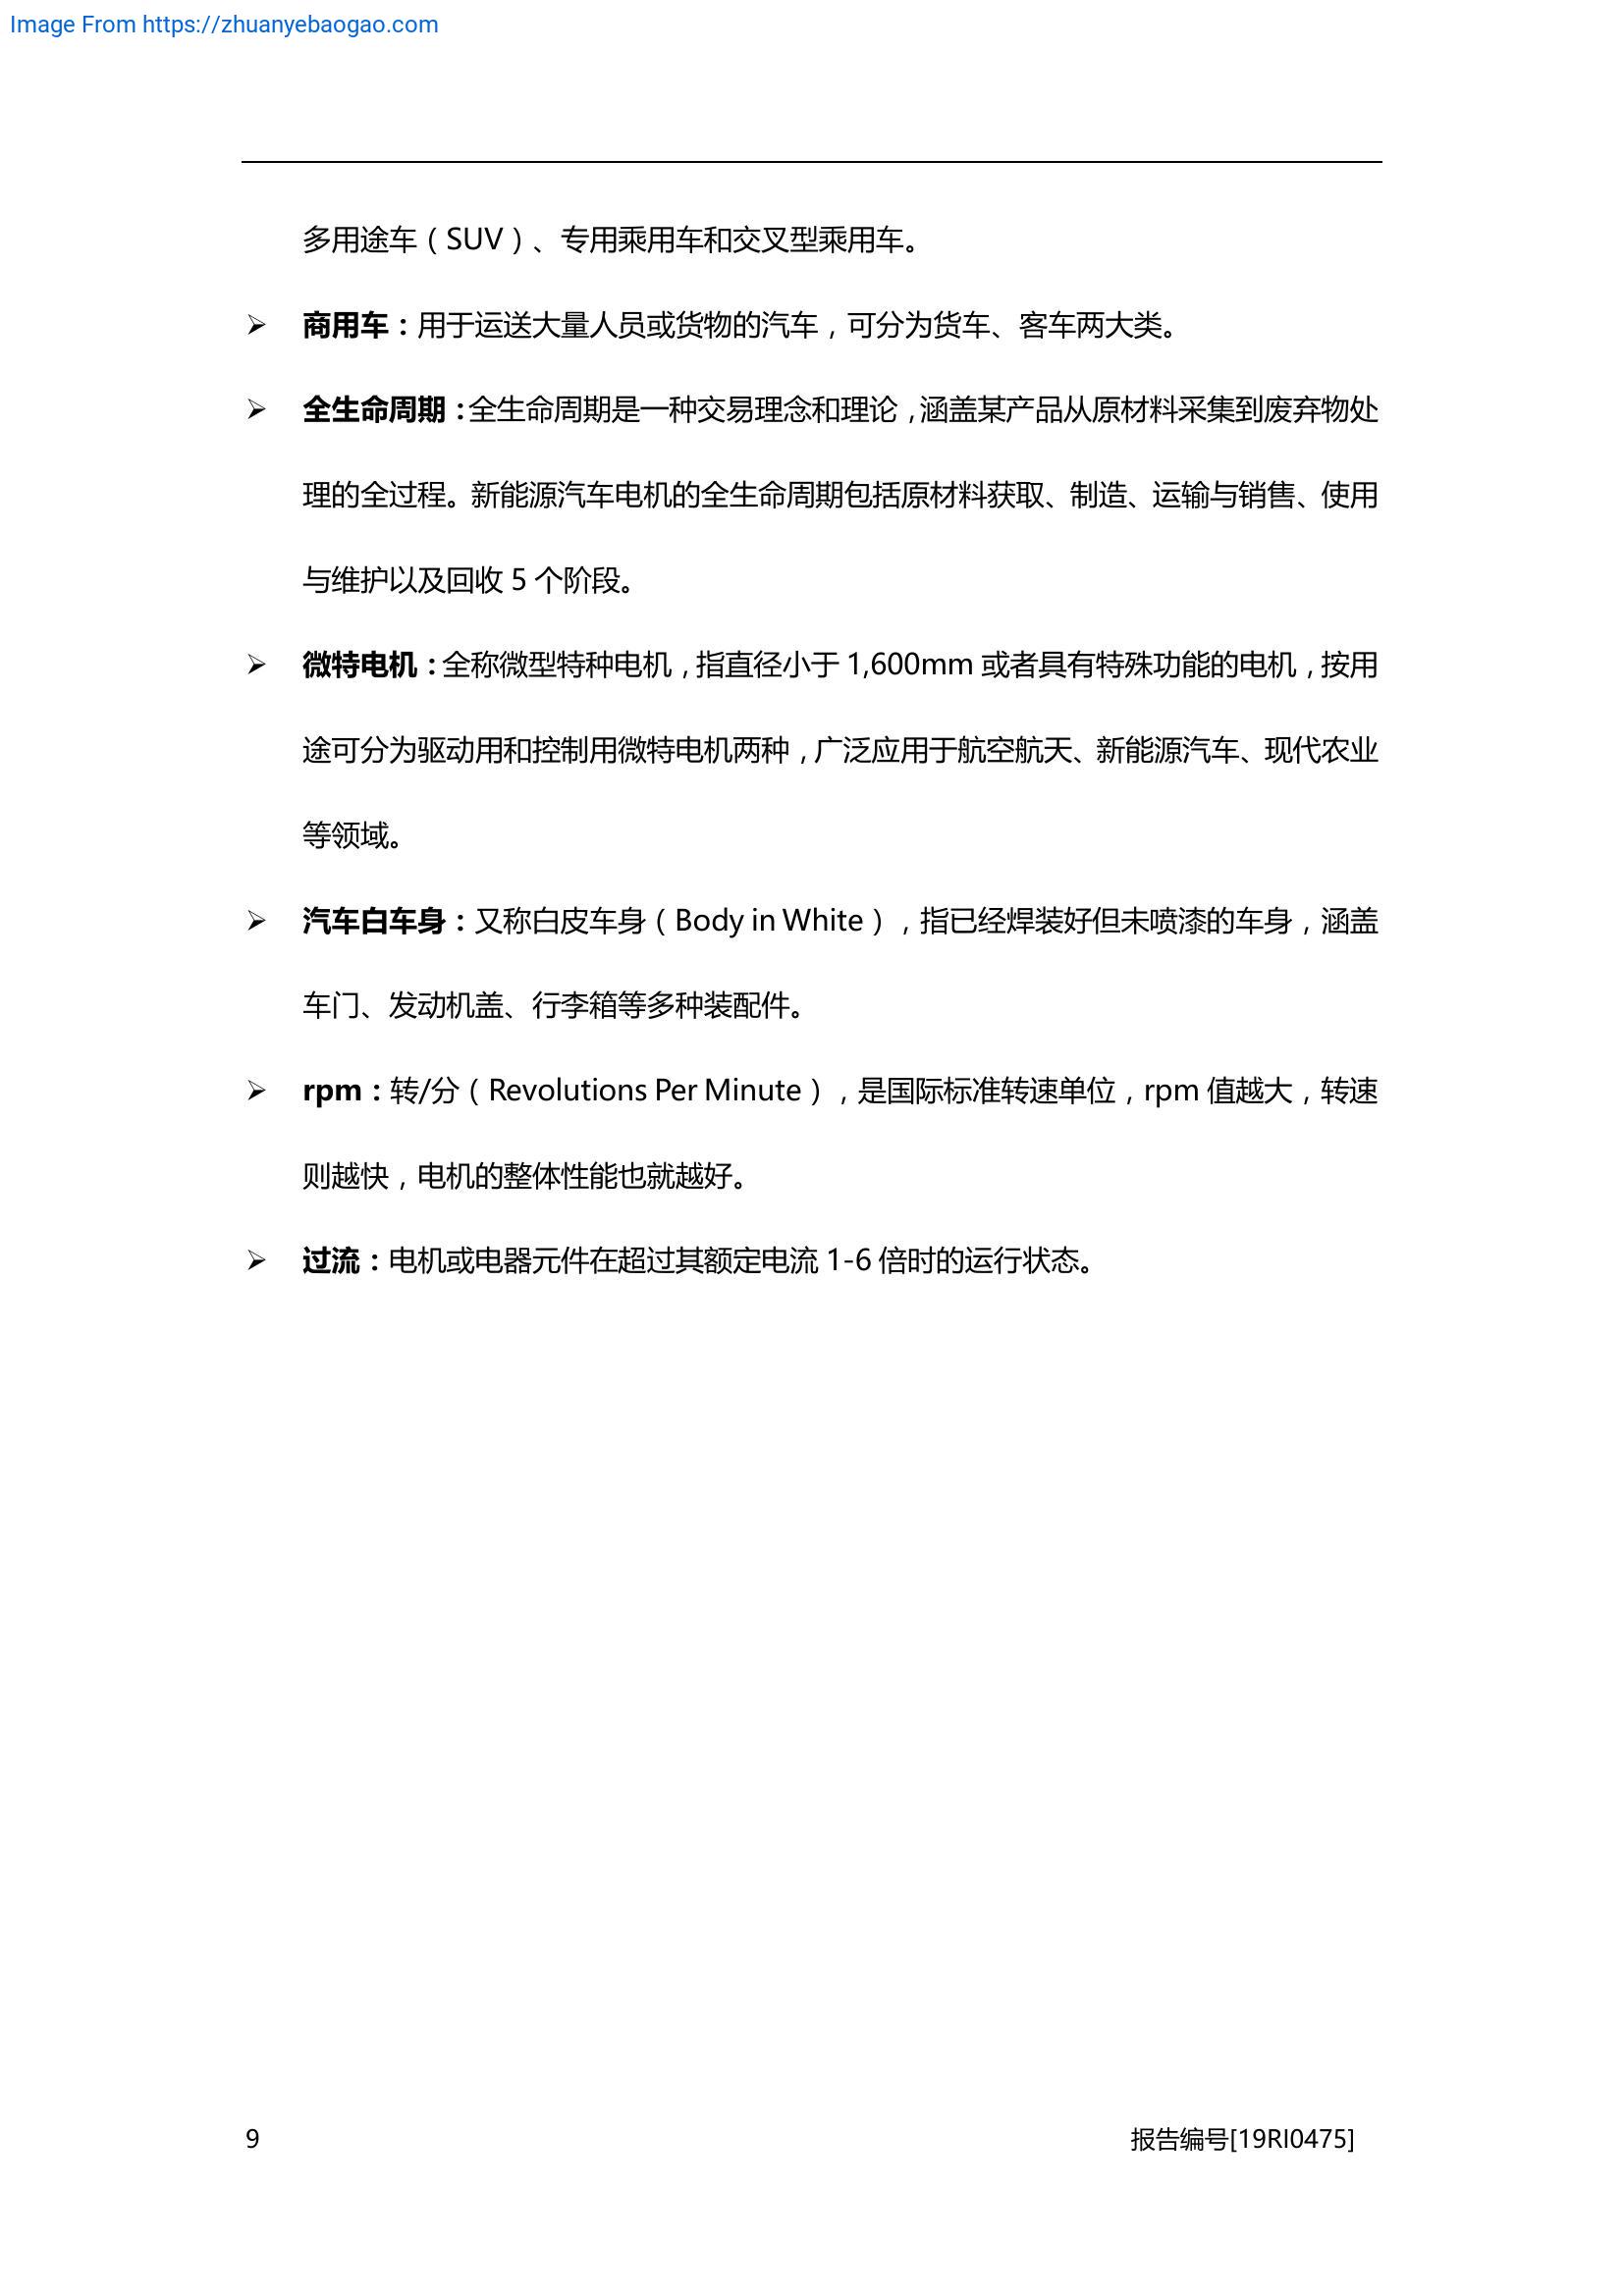 Image From https://zhuanyebaogao.com
多用途车（SUV）、专用乘用车和交叉型乘用车。
➢ 商用车：用于运送大量人员或货物的汽车，可分为货车、客车两大类。
➢ 全生命周期：全生命周期是一种交易理念和理论，涵盖某产品从原材料采集到废弃物处
理的全过程。新能源汽车电机的全生命周期包括原材料获取、制造、运输与销售、使用
与维护以及回收 5 个阶段。
➢ 微特电机：全称微型特种电机，指直径小于 1,600mm 或者具有特殊功能的电机，按用
途可分为驱动用和控制用微特电机两种，广泛应用于航空航天、新能源汽车、现代农业
等领域。
➢ 汽车白车身：又称白皮车身（Body in White），指已经焊装好但未喷漆的车身，涵盖
车门、发动机盖、行李箱等多种装配件。
➢ rpm：转/分（Revolutions Per Minute），是国际标准转速单位，rpm 值越大，转速
则越快，电机的整体性能也就越好。
➢ 过流：电机或电器元件在超过其额定电流 1-6 倍时的运行状态。
9 报告编号[19RI0475]